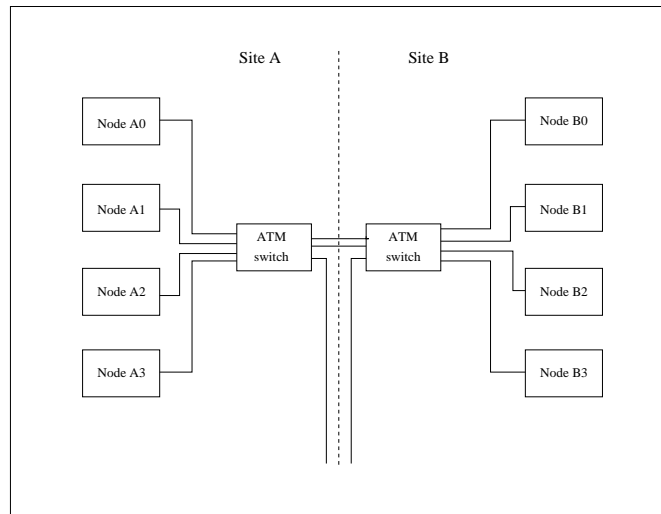 Site A
Site B
Node A0
Node B0
Node A1
Node B1
ATM
switch
ATM
switch
Node A2
Node B2
Node A3
Node B3